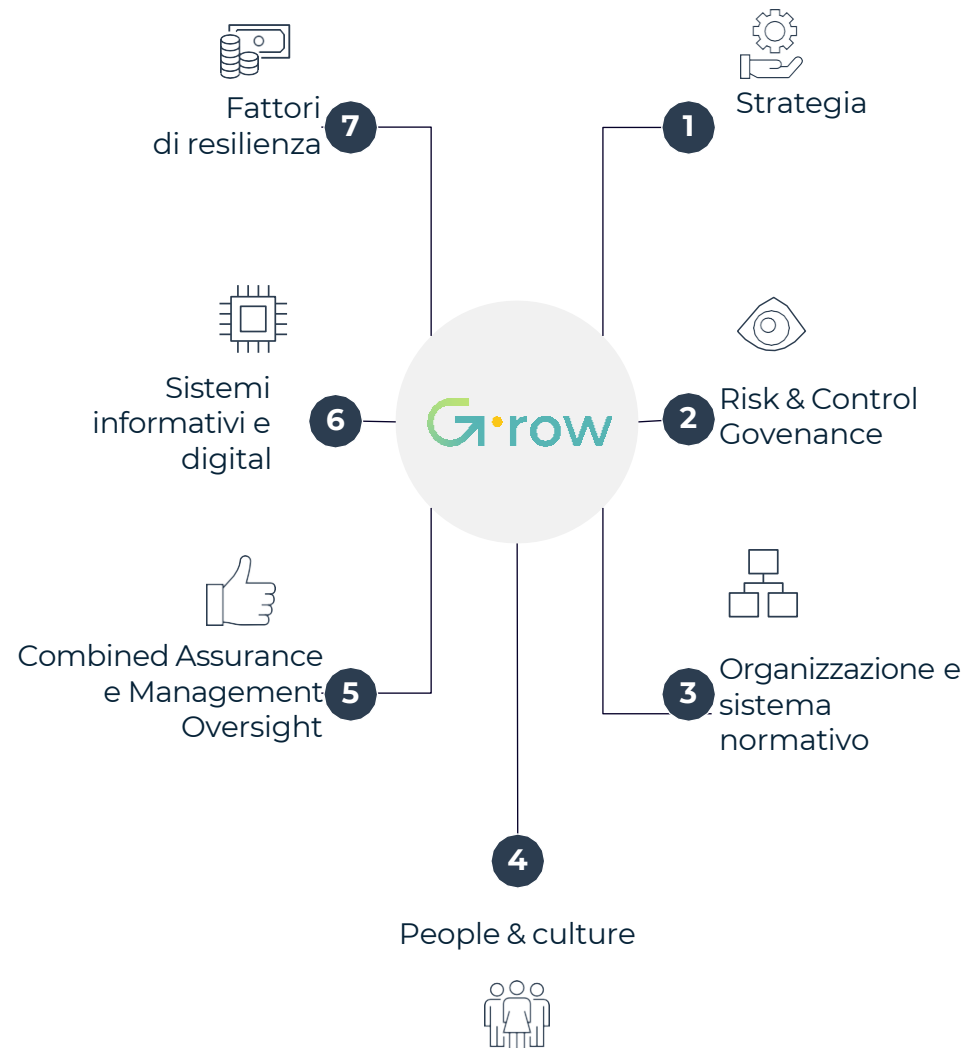 Fattori
di resilienza
7
1
Strategia
Sistemi
informativi e
digital
6
G•row
2
Risk & Control
Govenance
Combined Assurance
e Management
Oversight
5
3
Organizzazione e
sistema
normativo
4
People & culture